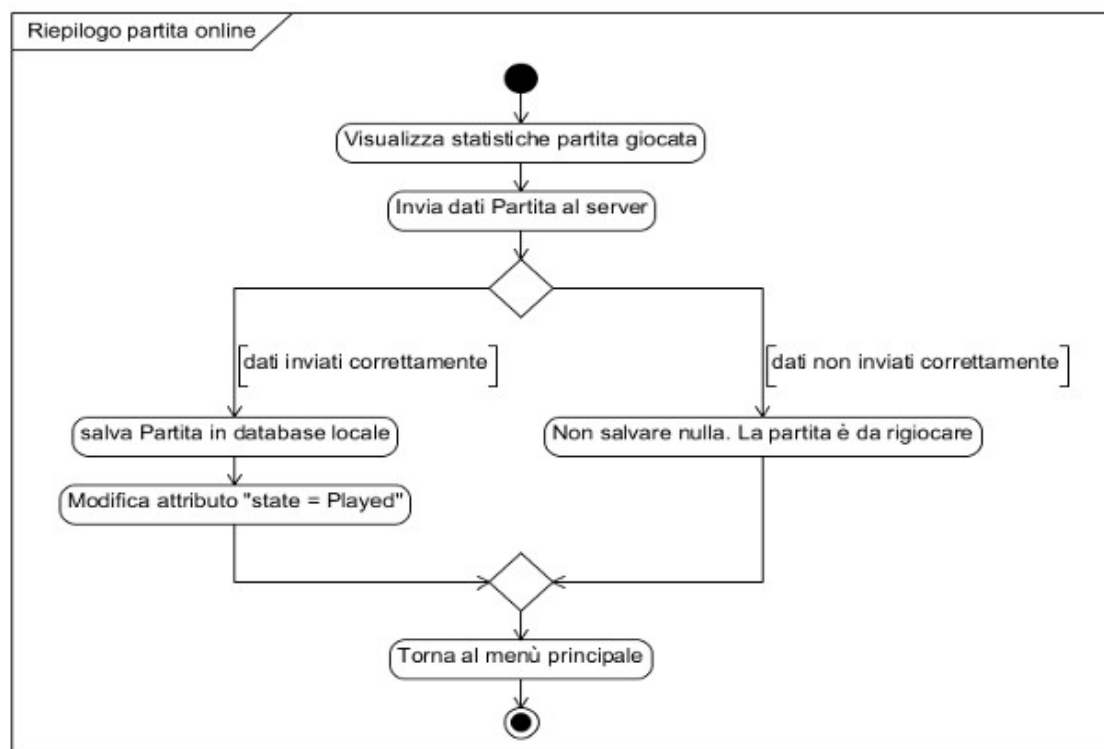 Riepilogo partita online
Visualizza statistiche partita giocata
Invia dati Partita al server
[dati inviati correttamente]
[dati non inviati correttamente]
salva Partita in database locale
Non salvare nulla. La partita è da rigiocare
Modifica attributo "state = Played"
Torna al menù principale